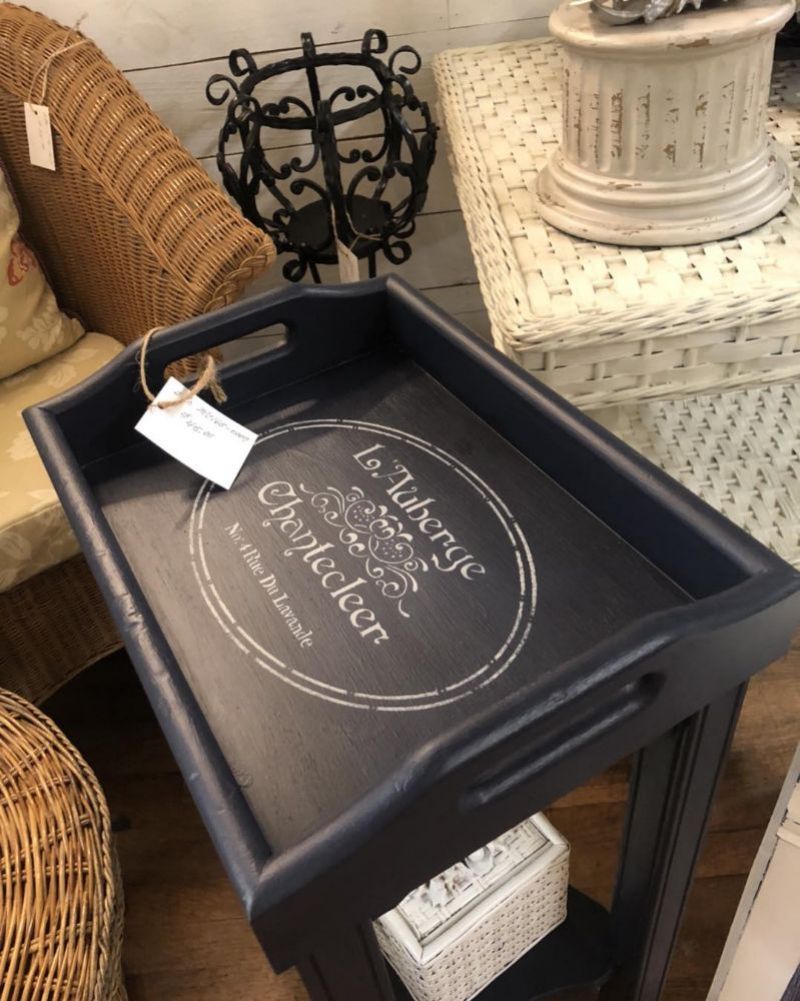 L'Auberge
Chantecleer
No. 4 Rue Du Lavande